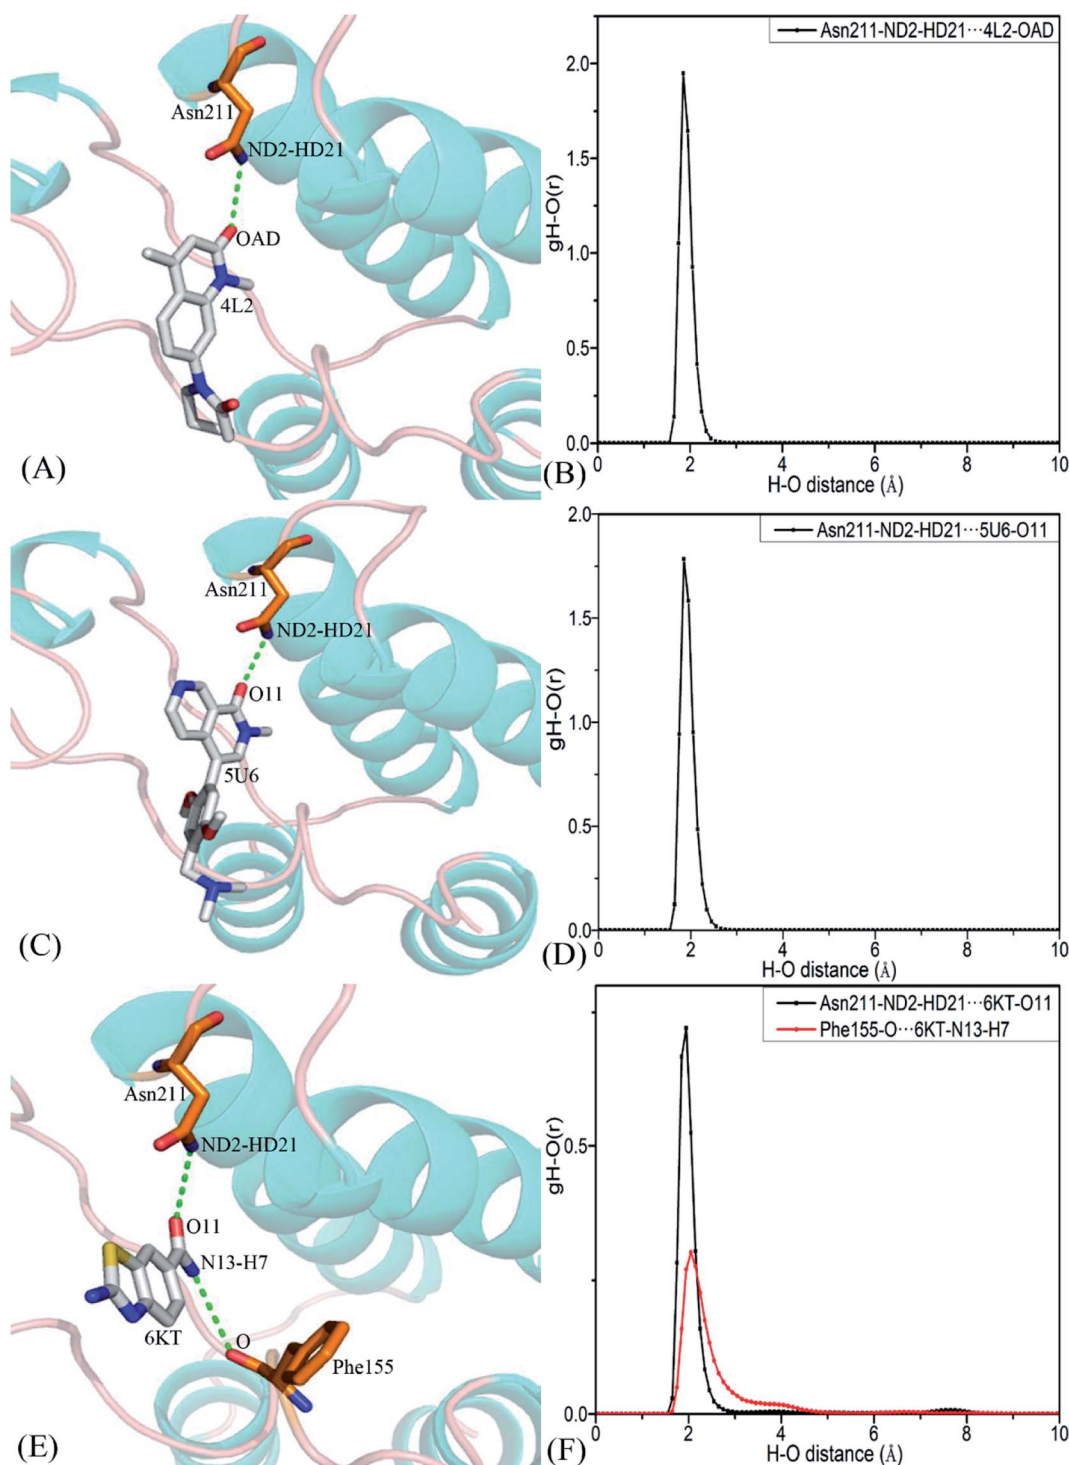 Asn211
ND2-HD21
OAD
4L2
(A)
Asn211-ND2-HD21···4L2-OAD
gH-O(r)
2.0
1.5
1.0
0.5
0.0
0 2 4 6 8 10
H-O distance (Å)
(B)
Asn211
ND2-HD21
O11
5U6
(C)
Asn211-ND2-HD21···5U6-O11
gH-O(r)
2.0
1.5
1.0
0.5
0.0
0 2 4 6 8 10
H-O distance (Å)
(D)
Asn211
ND2-HD21
O11
N13-H7
6KT
O
Phe155
(E)
Asn211-ND2-HD21···6KT-O11
Phe155-O···6KT-N13-H7
gH-O(r)
0.5
0.0
0 2 4 6 8 10
H-O distance (Å)
(F)